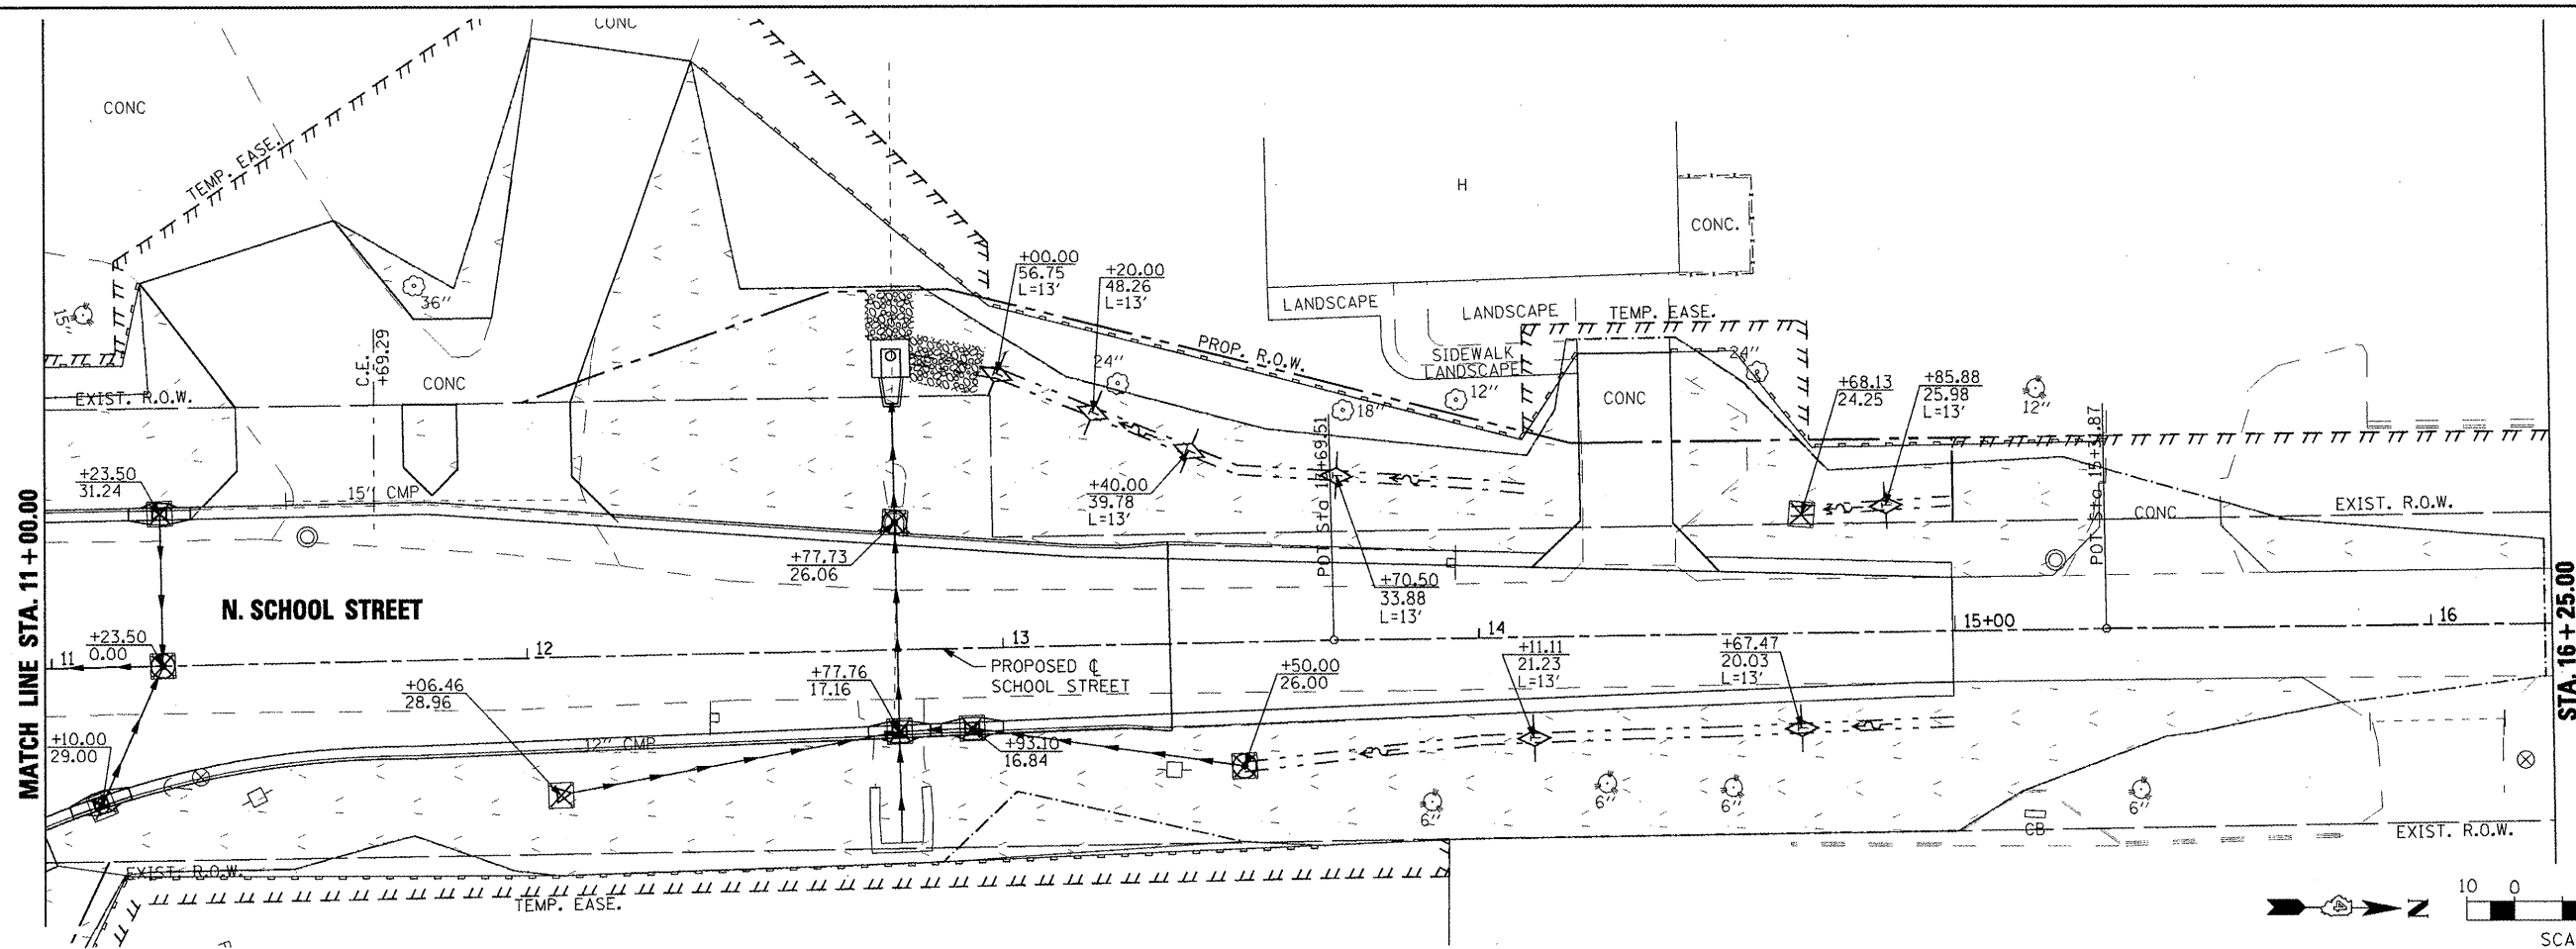 CONC
CONC
TEMP. EASE.
H
CONC.
+00.00
56.75
L=13'
+20.00
48.26
L=13'
36"
15"
LANDSCAPE
LANDSCAPE
TEMP. EASE.
C.E.
+69.29
PROP. R.O.W.
SIDEWALK
LANDSCAPE
24"
24"
CONC
EXIST. R.O.W.
12"
18"
CONC
+68.13
24.25
+85.88
25.98
L=13'
12"
+23.50
31.24
15" CMP
+40.00
39.78
L=13'
CONC
EXIST. R.O.W.
+77.73
26.06
+70.50
33.88
L=13'
MATCH LINE STA. 11+00.00
N. SCHOOL STREET
STA. 16+25.00
+23.50
0.00
11
12
13
14
15+00
16
PROPOSED ℄
SCHOOL STREET
+77.76
17.16
+06.46
28.96
+50.00
26.00
+11.11
21.23
L=13'
+67.47
20.03
L=13'
+10.00
29.00
12" CMP
+93.10
16.84
6"
6"
6"
6"
CB
EXIST. R.O.W.
EXIST. R.O.W.
TEMP. EASE.
N
10 0